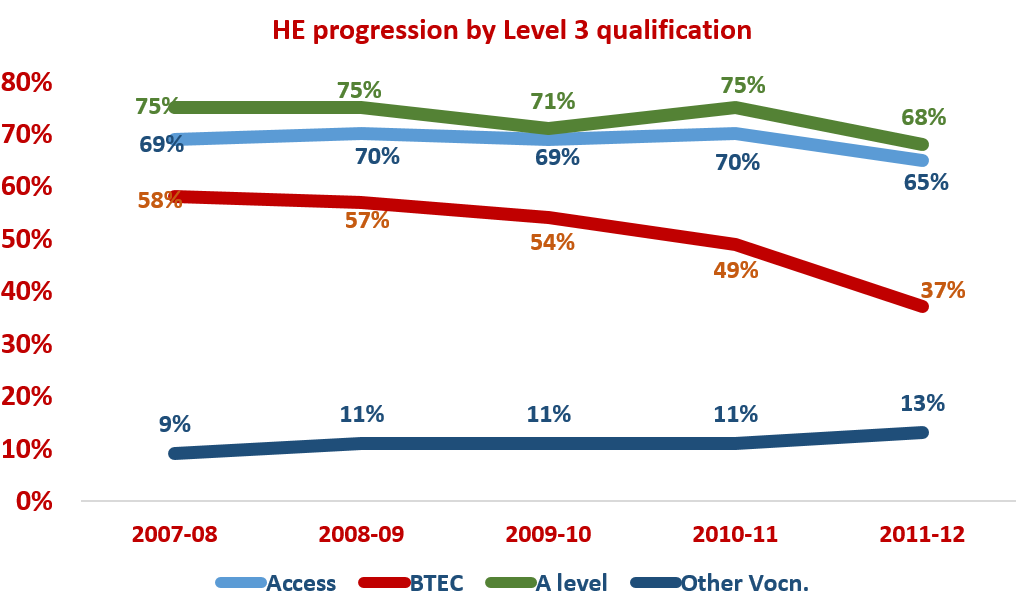 HE progression by Level 3 qualification
80%
70%
60%
50%
40%
30%
20%
10%
0%
75% 75% 71% 75% 68%
69% 70% 69% 70% 65%
58% 57% 54% 49% 37%
9% 11% 11% 11% 13%
2007-08 2008-09 2009-10 2010-11 2011-12
Access BTEC A level Other Vocn.